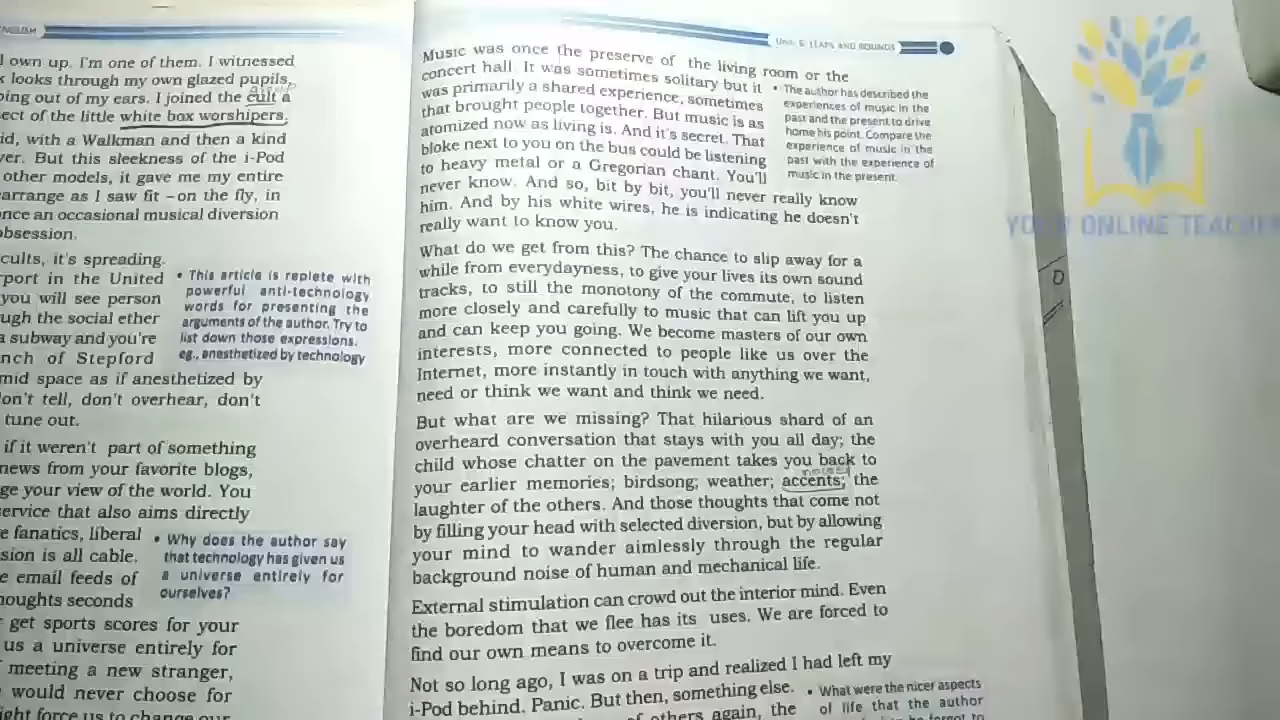 ENGLISH
own up. I'm one of them. I witnessed
looks through my own glazed pupils,
out of my ears. I joined the cult a
sect of the little white box worshipers.
with a Walkman and then a kind
But this sleekness of the i-Pod
other models, it gave me my entire
as I saw fit – on the fly, in
an occasional musical diversion
obsession.
cults, it's spreading.
in the United
you will see person
the social ether
a subway and you're
of Stepford
space as if anesthetized by
don't tell, don't overhear, don't
tune out.
if it weren't part of something
news from your favorite blogs,
your view of the world. You
service that also aims directly
fanatics, liberal
is all cable.
email feeds of
thoughts seconds
get sports scores for your
us a universe entirely for
meeting a new stranger,
would never choose for
force us to change our
• This article is replete with
powerful anti-technology
words for presenting the
arguments of the author. Try to
list down those expressions.
eg., anesthetized by technology
• Why does the author say
that technology has given us
a universe entirely for
ourselves?
Unit. 5: LEAPS AND BOUNDS
Music was once the preserve of the living room or the
concert hall. It was sometimes solitary but it
was primarily a shared experience, sometimes
that brought people together. But music is as
atomized now as living is. And it's secret. That
bloke next to you on the bus could be listening
to heavy metal or a Gregorian chant. You'll
never know. And so, bit by bit, you'll never really know
him. And by his white wires, he is indicating he doesn't
really want to know you.
• The author has described the
experiences of music in the
past and the present to drive
home his point. Compare the
experience of music in the
past with the experience of
music in the present.
What do we get from this? The chance to slip away for a
while from everydayness, to give your lives its own sound
tracks, to still the monotony of the commute, to listen
more closely and carefully to music that can lift you up
and can keep you going. We become masters of our own
interests, more connected to people like us over the
Internet, more instantly in touch with anything we want,
need or think we want and think we need.
But what are we missing? That hilarious shard of an
overheard conversation that stays with you all day; the
child whose chatter on the pavement takes you back to
your earlier memories; birdsong; weather; accents; the
laughter of the others. And those thoughts that come not
by filling your head with selected diversion, but by allowing
your mind to wander aimlessly through the regular
background noise of human and mechanical life.
External stimulation can crowd out the interior mind. Even
the boredom that we flee has its uses. We are forced to
find our own means to overcome it.
Not so long ago, I was on a trip and realized I had left my
i-Pod behind. Panic. But then, something else.
of others again, the
• What were the nicer aspects
of life that the author
forgot to
D
ONLINE